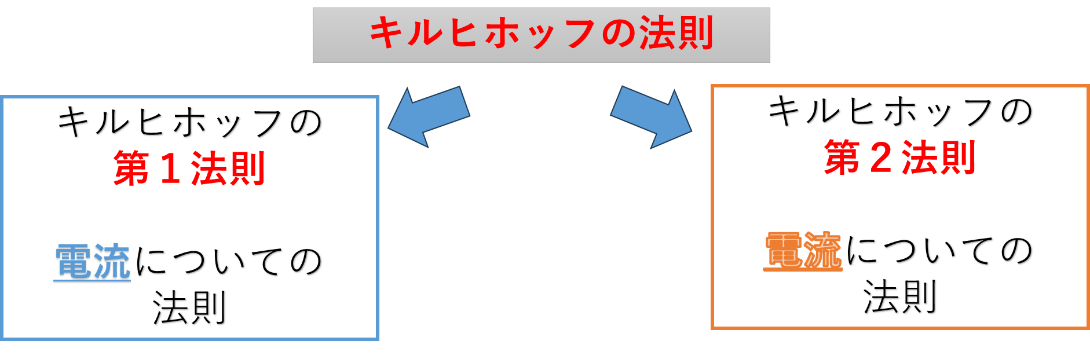 キルヒホッフの法則
キルヒホッフの
第１法則
電流についての
法則
キルヒホッフの
第２法則
電流についての
法則